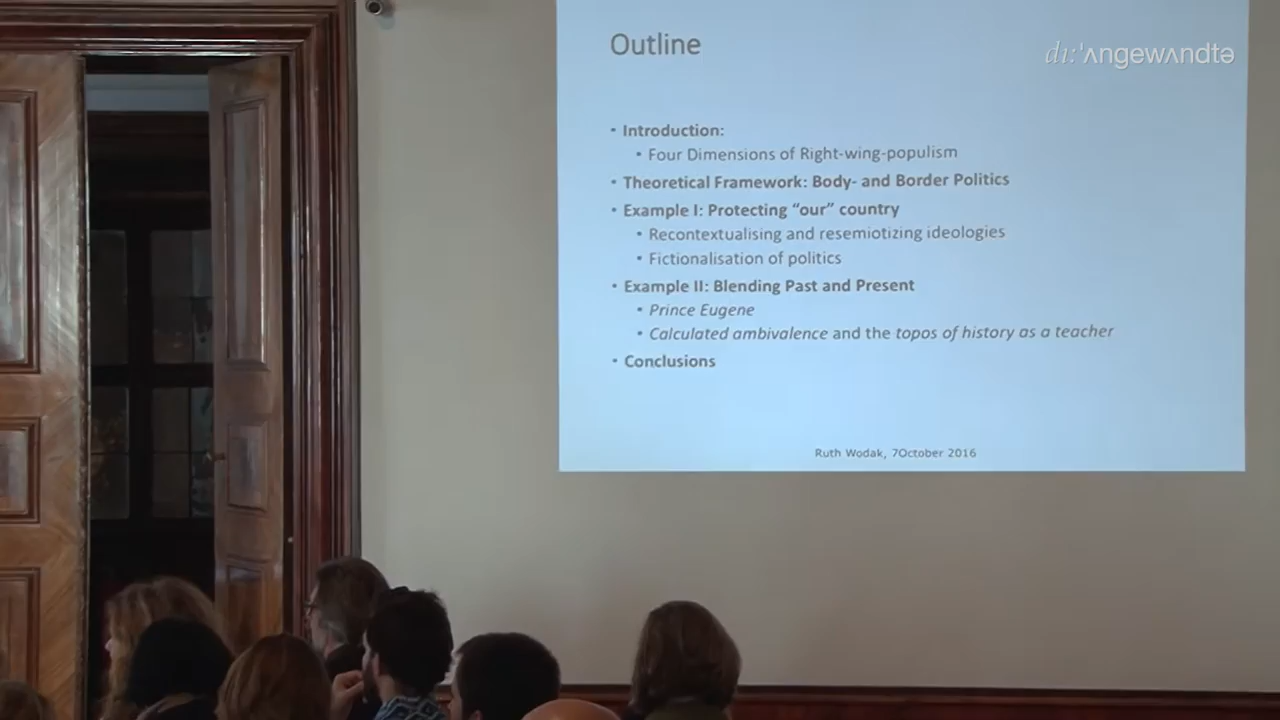 Outline
dı:'ʌngewʌndtə
• Introduction:
• Four Dimensions of Right-wing-populism
• Theoretical Framework: Body- and Border Politics
• Example I: Protecting “our” country
• Recontextualising and resemiotizing ideologies
• Fictionalisation of politics
• Example II: Blending Past and Present
• Prince Eugene
• Calculated ambivalence and the topos of history as a teacher
• Conclusions
Ruth Wodak, 7October 2016